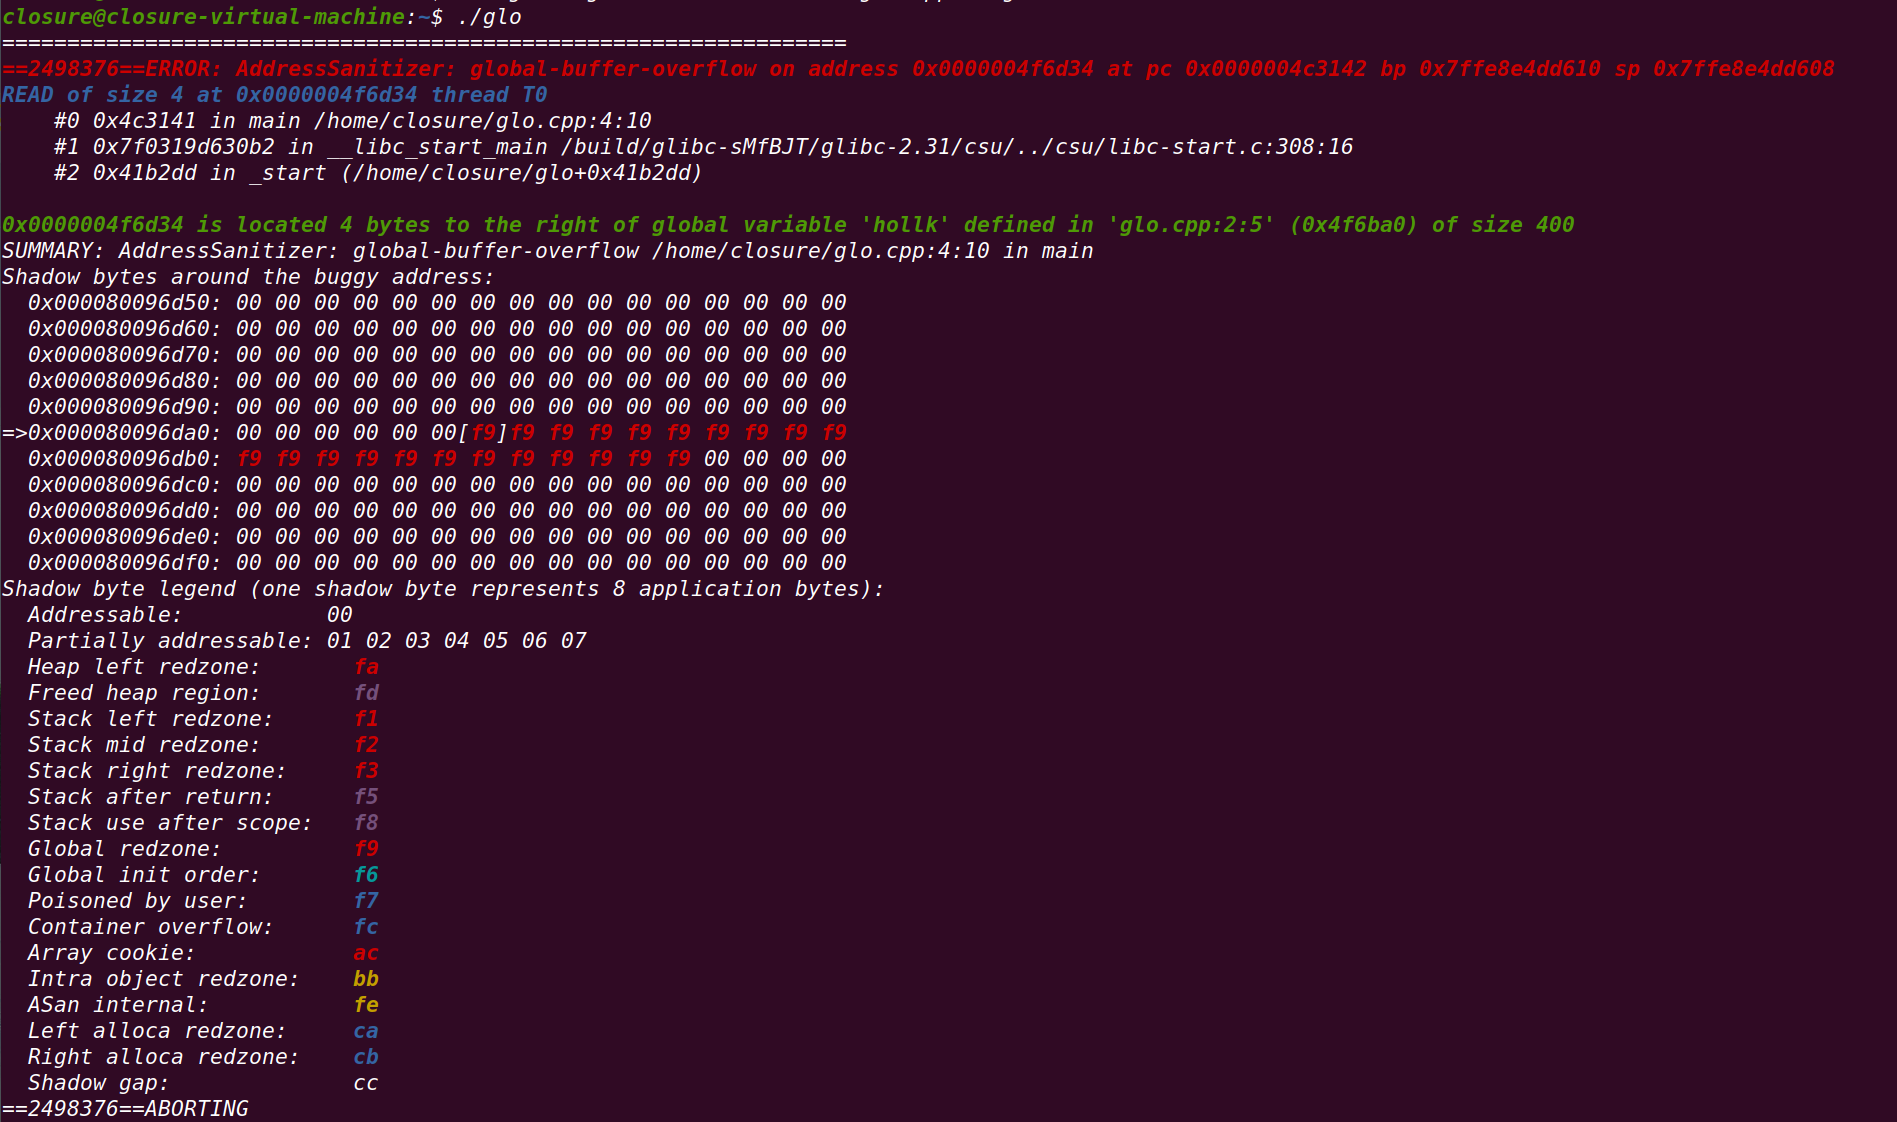 closure@closure-virtual-machine:~$ ./glo
=================================================================
==2498376==ERROR: AddressSanitizer: global-buffer-overflow on address 0x0000004f6d34 at pc 0x0000004c3142 bp 0x7ffe8e4dd610 sp 0x7ffe8e4dd608
READ of size 4 at 0x0000004f6d34 thread T0
    #0 0x4c3141 in main /home/closure/glo.cpp:4:10
    #1 0x7f0319d630b2 in __libc_start_main /build/glibc-sMfBJT/glibc-2.31/csu/../csu/libc-start.c:308:16
    #2 0x41b2dd in _start (/home/closure/glo+0x41b2dd)

0x0000004f6d34 is located 4 bytes to the right of global variable 'hollk' defined in 'glo.cpp:2:5' (0x4f6ba0) of size 400
SUMMARY: AddressSanitizer: global-buffer-overflow /home/closure/glo.cpp:4:10 in main
Shadow bytes around the buggy address:
  0x000080096d50: 00 00 00 00 00 00 00 00 00 00 00 00 00 00 00 00
  0x000080096d60: 00 00 00 00 00 00 00 00 00 00 00 00 00 00 00 00
  0x000080096d70: 00 00 00 00 00 00 00 00 00 00 00 00 00 00 00 00
  0x000080096d80: 00 00 00 00 00 00 00 00 00 00 00 00 00 00 00 00
  0x000080096d90: 00 00 00 00 00 00 00 00 00 00 00 00 00 00 00 00
=>0x000080096da0: 00 00 00 00 00 00[f9]f9 f9 f9 f9 f9 f9 f9 f9 f9
  0x000080096db0: f9 f9 f9 f9 f9 f9 f9 f9 f9 f9 f9 f9 00 00 00 00
  0x000080096dc0: 00 00 00 00 00 00 00 00 00 00 00 00 00 00 00 00
  0x000080096dd0: 00 00 00 00 00 00 00 00 00 00 00 00 00 00 00 00
  0x000080096de0: 00 00 00 00 00 00 00 00 00 00 00 00 00 00 00 00
  0x000080096df0: 00 00 00 00 00 00 00 00 00 00 00 00 00 00 00 00
Shadow byte legend (one shadow byte represents 8 application bytes):
  Addressable:           00
  Partially addressable: 01 02 03 04 05 06 07
  Heap left redzone:       fa
  Freed heap region:       fd
  Stack left redzone:      f1
  Stack mid redzone:       f2
  Stack right redzone:     f3
  Stack after return:      f5
  Stack use after scope:   f8
  Global redzone:          f9
  Global init order:       f6
  Poisoned by user:        f7
  Container overflow:      fc
  Array cookie:            ac
  Intra object redzone:    bb
  ASan internal:           fe
  Left alloca redzone:     ca
  Right alloca redzone:    cb
  Shadow gap:              cc
==2498376==ABORTING